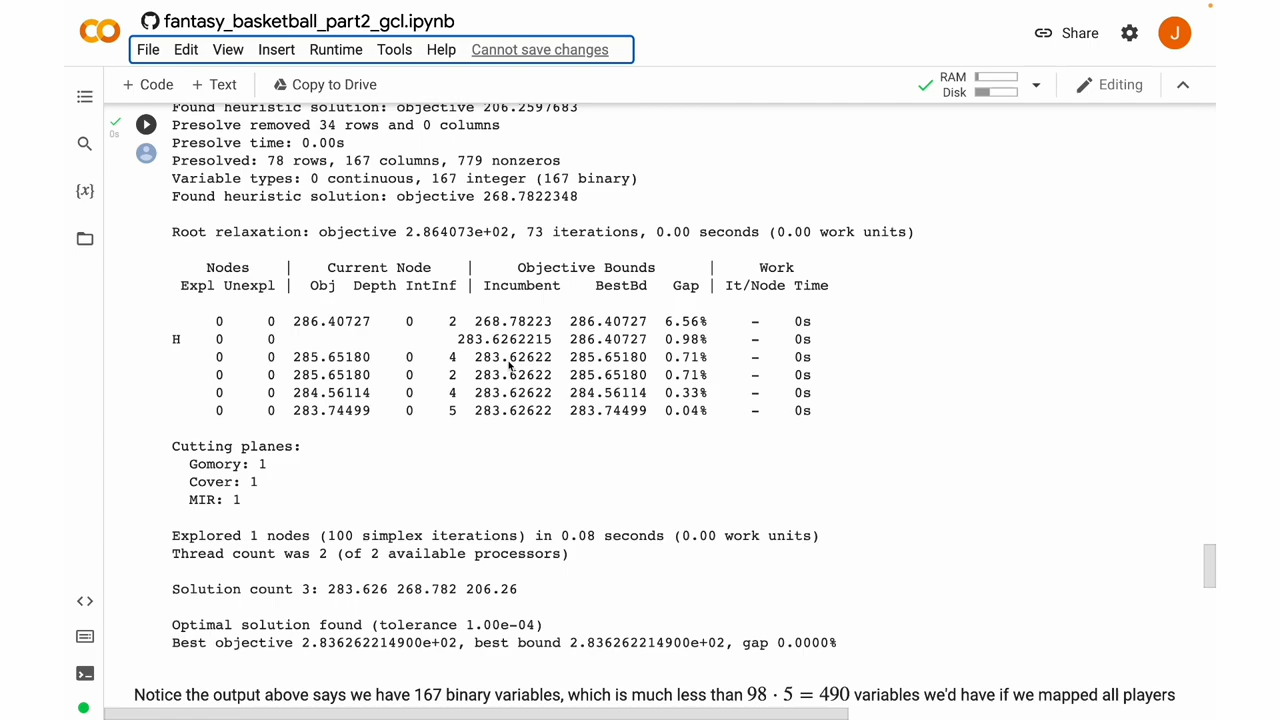 fantasy_basketball_part2_gcl.ipynb
File Edit View Insert Runtime Tools Help Cannot save changes
Share
J
+ Code + Text Copy to Drive
RAM
Disk
Editing
Found heuristic solution: objective 206.2597683
0s
Presolve removed 34 rows and 0 columns
Presolve time: 0.00s
Presolved: 78 rows, 167 columns, 779 nonzeros
Variable types: 0 continuous, 167 integer (167 binary)
Found heuristic solution: objective 268.7822348
Root relaxation: objective 2.864073e+02, 73 iterations, 0.00 seconds (0.00 work units)
Nodes | Current Node | Objective Bounds | Work
Expl Unexpl | Obj Depth IntInf | Incumbent BestBd Gap | It/Node Time
0 0 286.40727 0 2 268.78223 286.40727 6.56% - 0s
H 0 0 283.6262215 286.40727 0.98% - 0s
0 0 285.65180 0 4 283.62622 285.65180 0.71% - 0s
0 0 285.65180 0 2 283.62622 285.65180 0.71% - 0s
0 0 284.56114 0 4 283.62622 284.56114 0.33% - 0s
0 0 283.74499 0 5 283.62622 283.74499 0.04% - 0s
Cutting planes:
Gomory: 1
Cover: 1
MIR: 1
Explored 1 nodes (100 simplex iterations) in 0.08 seconds (0.00 work units)
Thread count was 2 (of 2 available processors)
Solution count 3: 283.626 268.782 206.26
Optimal solution found (tolerance 1.00e-04)
Best objective 2.836262214900e+02, best bound 2.836262214900e+02, gap 0.0000%
Notice the output above says we have 167 binary variables, which is much less than 98 · 5 = 490 variables we'd have if we mapped all players